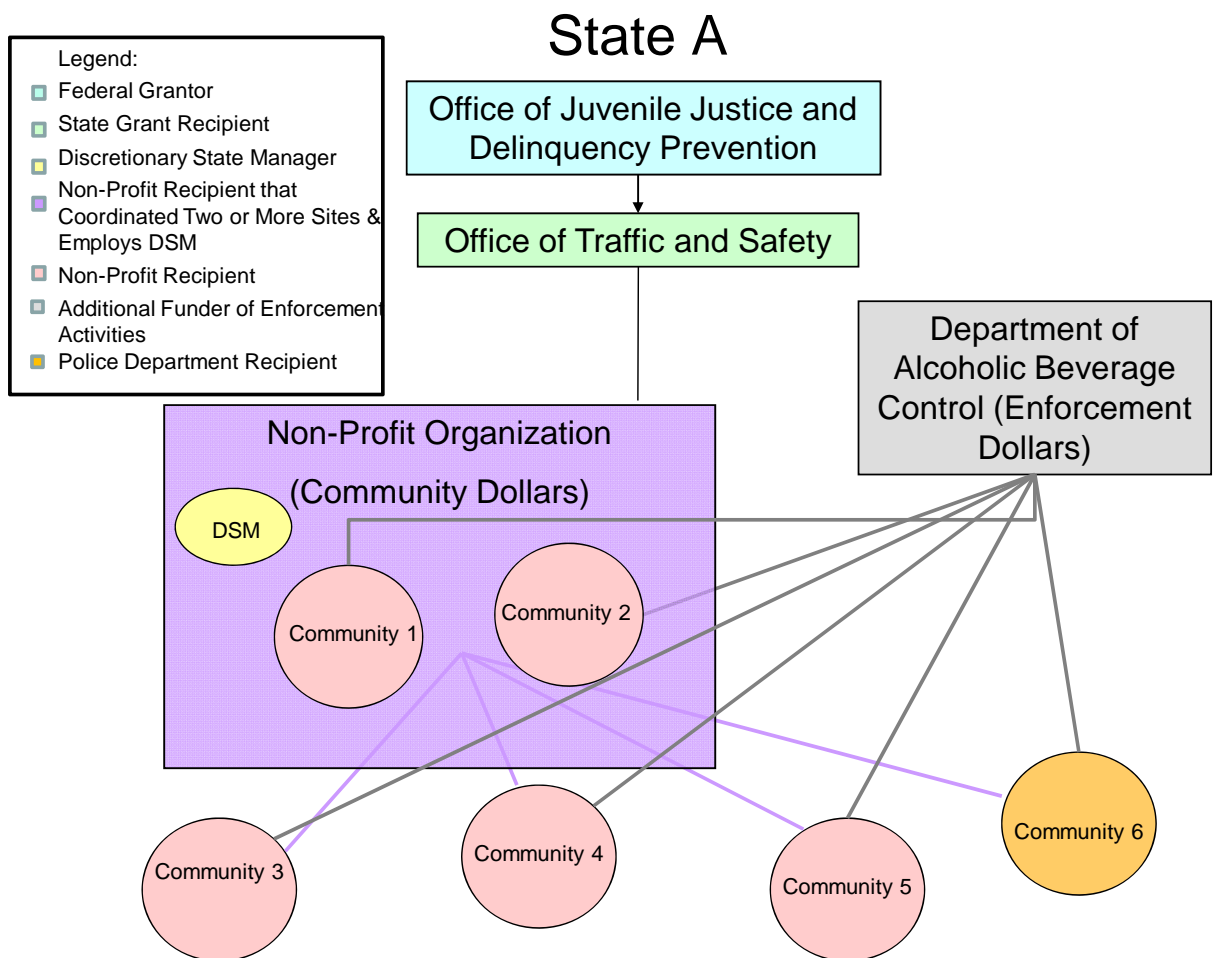 State A
Legend:
Federal Grantor
State Grant Recipient
Discretionary State Manager
Non-Profit Recipient that
Coordinated Two or More Sites &
Employs DSM
Non-Profit Recipient
Additional Funder of Enforcement
Activities
Police Department Recipient
Office of Juvenile Justice and
Delinquency Prevention
Office of Traffic and Safety
Department of
Alcoholic Beverage
Control (Enforcement
Dollars)
Non-Profit Organization
(Community Dollars)
DSM
Community 1
Community 2
Community 3
Community 4
Community 5
Community 6